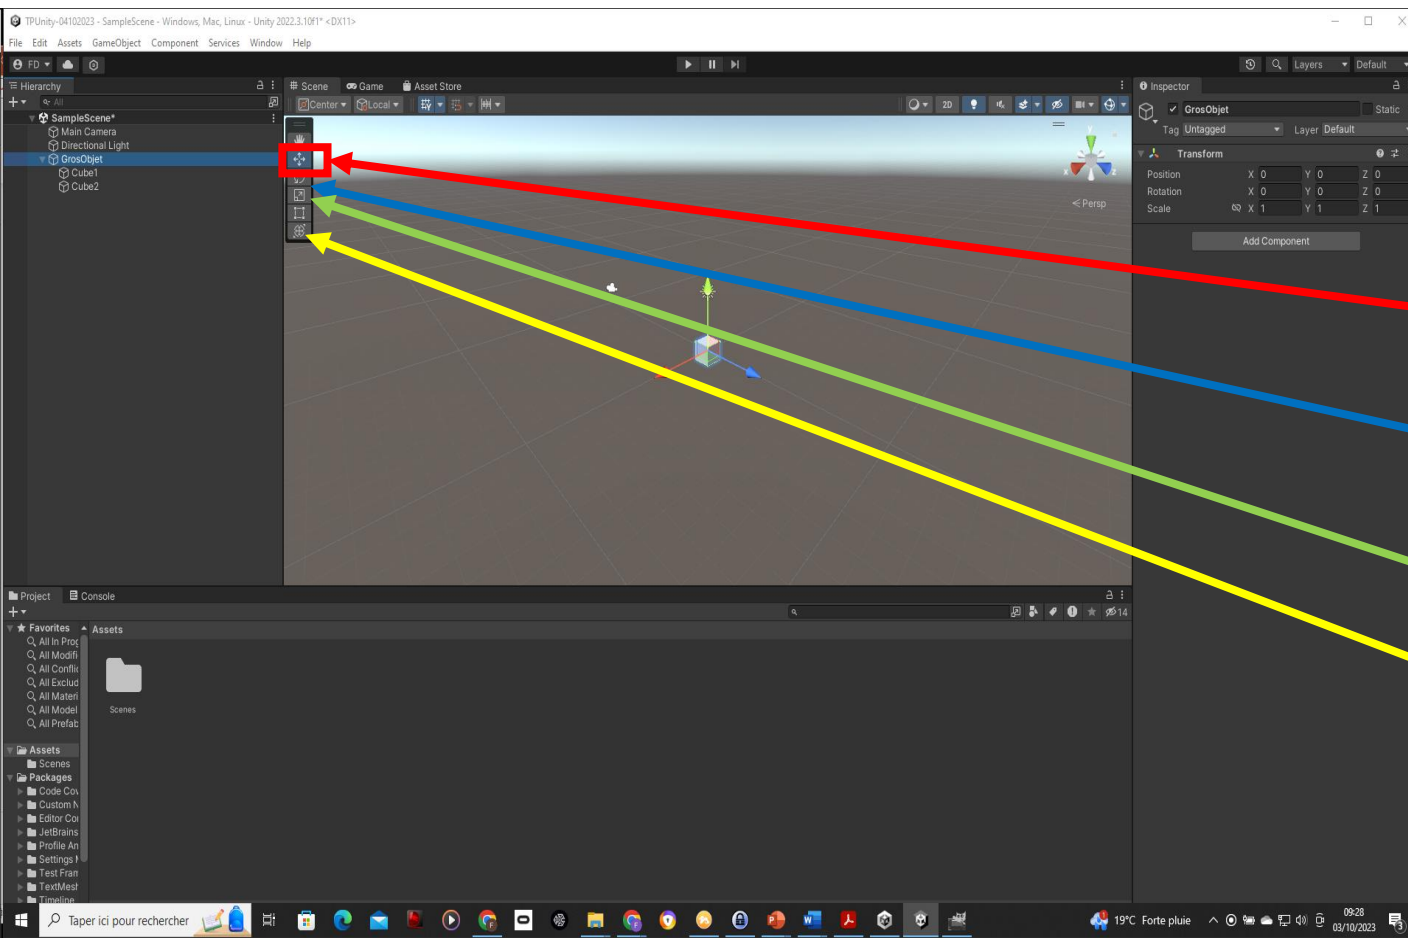 TPUnity-04102023 - SampleScene - Windows, Mac, Linux - Unity 2022.3.10f1* <DX11>
File Edit Assets GameObject Component Services Window Help
FD
Layers Default
Hierarchy
All
SampleScene*
Main Camera
Directional Light
GrosObjet
Cube1
Cube2
Scene Game Asset Store
Center Local 2D
Y
X
Z
Persp
Inspector
GrosObjet Static
Tag Untagged Layer Default
Transform
Position X 0 Y 0 Z 0
Rotation X 0 Y 0 Z 0
Scale X 1 Y 1 Z 1
Add Component
Project Console
14
Favorites
All In Prog
All Modifi
All Conflic
All Exclud
All Materi
All Model
All Prefab
Assets
Scenes
Packages
Code Cov
Custom N
Editor Cor
JetBrains
Profile An
Settings M
Test Fram
TextMesh
Timeline
Assets
Scenes
Taper ici pour rechercher
19°C Forte pluie
09:28
03/10/2023
3